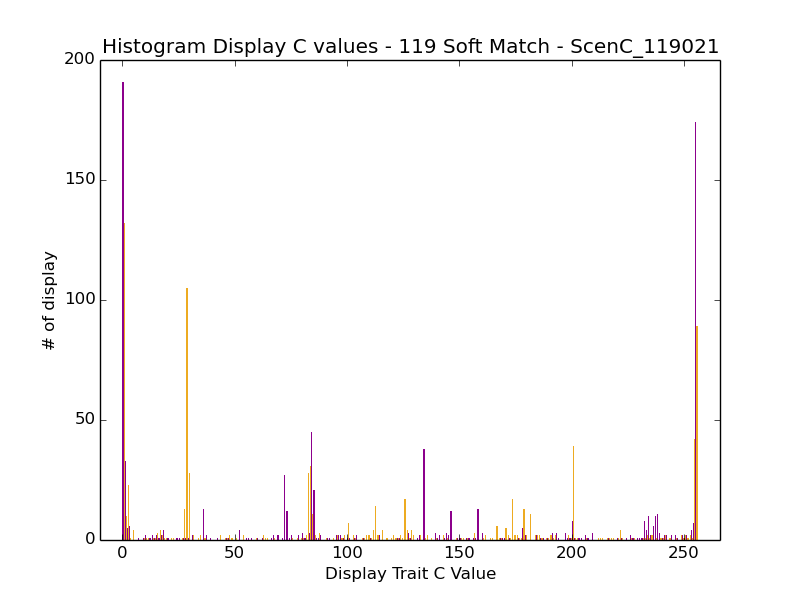 Histogram Display C values - 119 Soft Match - ScenC_119021
200
150
100
50
0
# of display
0 50 100 150 200 250
Display Trait C Value